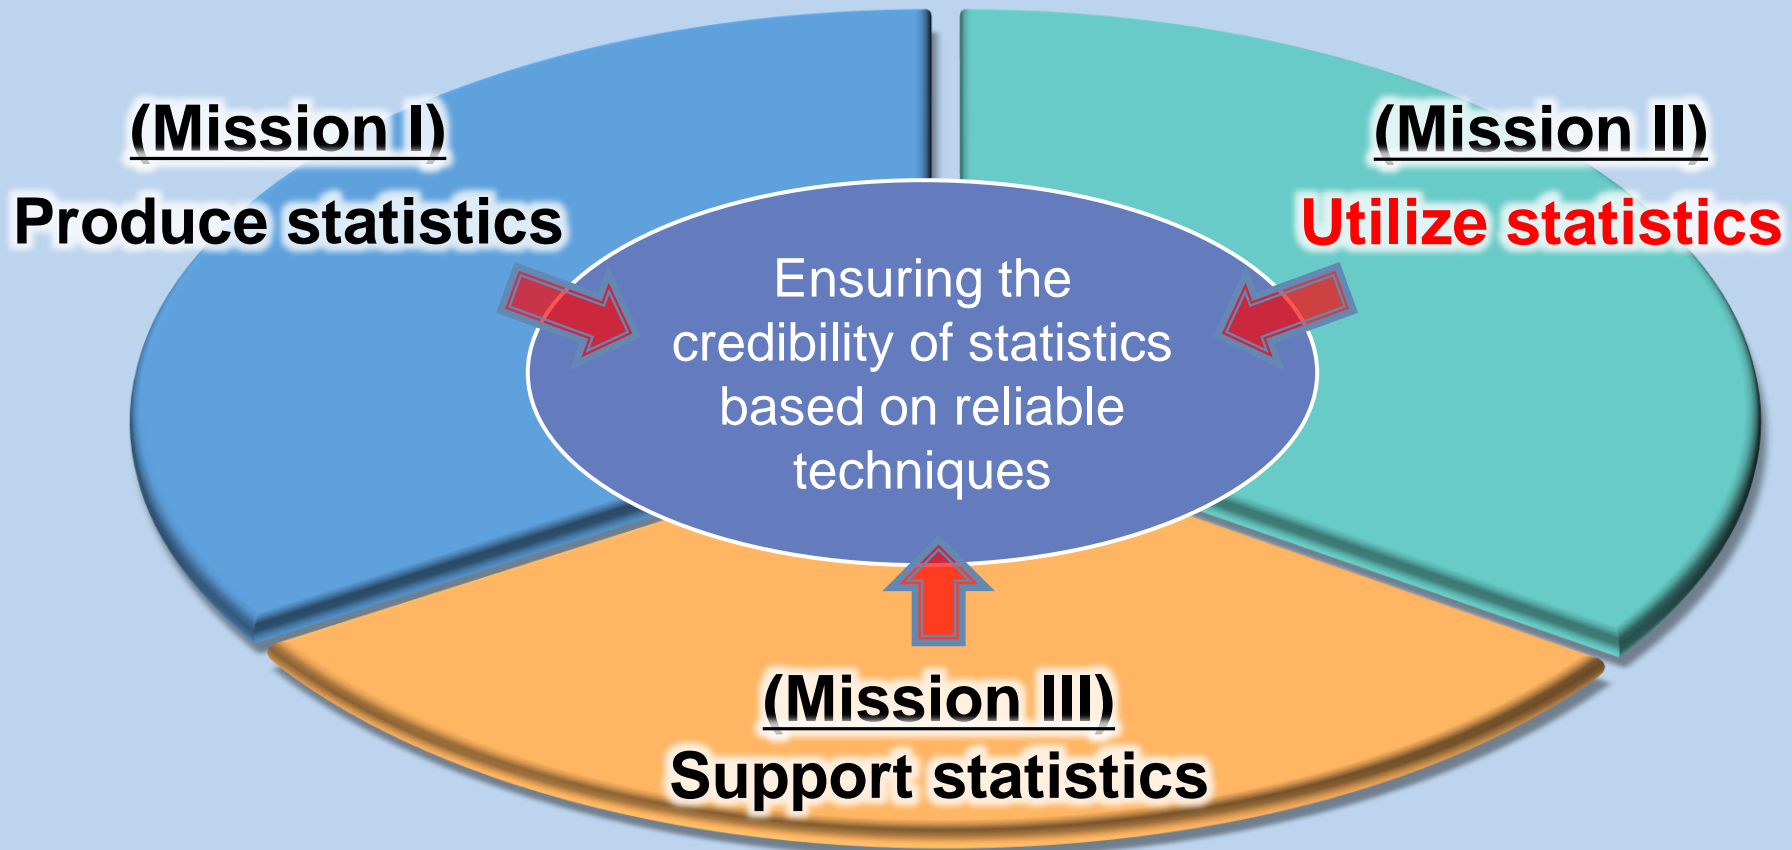 (Mission I)
Produce statistics
(Mission II)
Utilize statistics
Ensuring the
credibility of statistics
based on reliable
techniques
(Mission III)
Support statistics